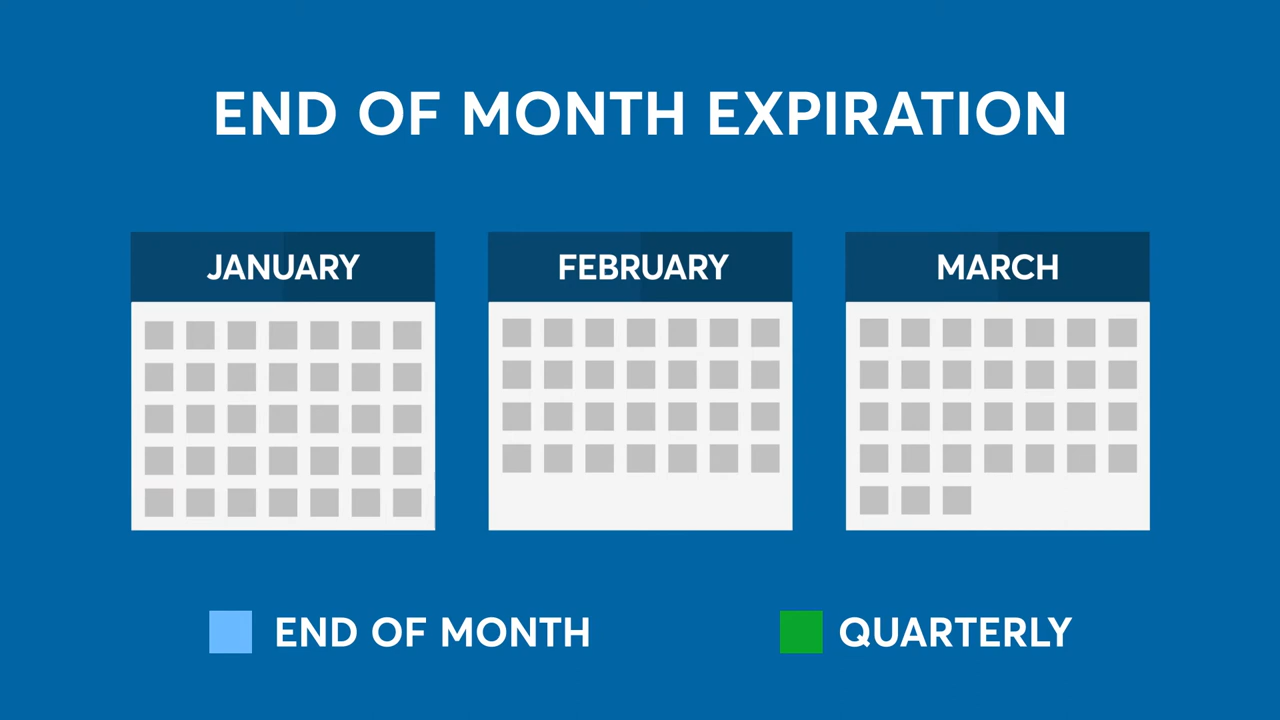 END OF MONTH EXPIRATION
JANUARY
FEBRUARY
MARCH
END OF MONTH
QUARTERLY